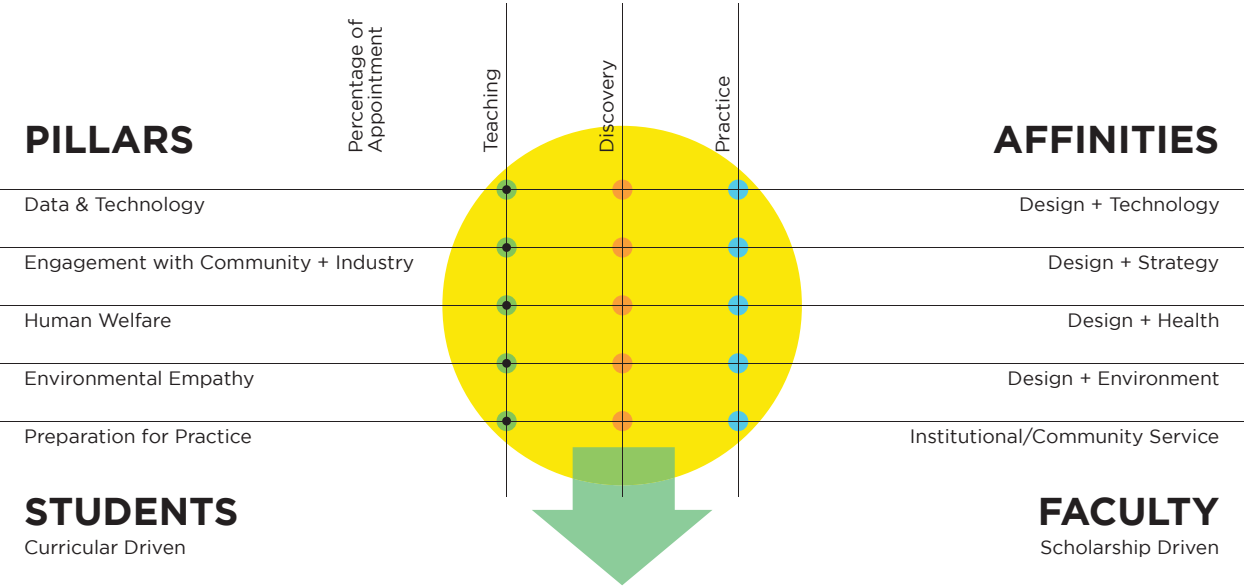 Percentage of
Appointment
Teaching
Discovery
Practice
PILLARS
AFFINITIES
Data & Technology
Design + Technology
Engagement with Community + Industry
Design + Strategy
Human Welfare
Design + Health
Environmental Empathy
Design + Environment
Preparation for Practice
Institutional/Community Service
STUDENTS
FACULTY
Curricular Driven
Scholarship Driven